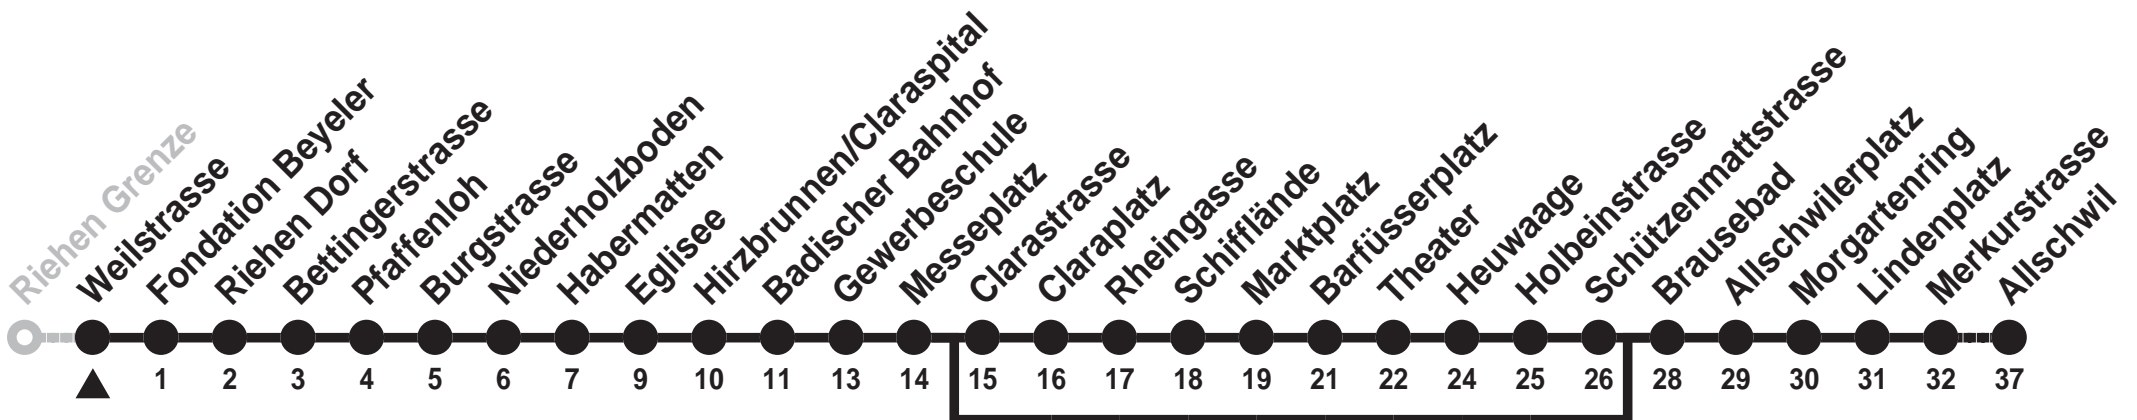 Riehen Grenze
Weilstrasse
Fondation Beyeler
Riehen Dorf
Bettingerstrasse
Pfaffenloh
Burgstrasse
Niederholzboden
Habermatten
Eglisee
Hirzbrunnen/Claraspital
Badischer Bahnhof
Gewerbeschule
Messeplatz
Clarastrasse
Claraplatz
Rheingasse
Schifflände
Marktplatz
Barfüsserplatz
Theater
Heuwaage
Holbeinstrasse
Schützenmattstrasse
Brausebad
Allschwilerplatz
Morgartenring
Lindenplatz
Merkurstrasse
Allschwil
1 2 3 4 5 6 7 9 10 11 13 14 15 16 17 18 19 21 22 24 25 26 28 29 30 31 32 37